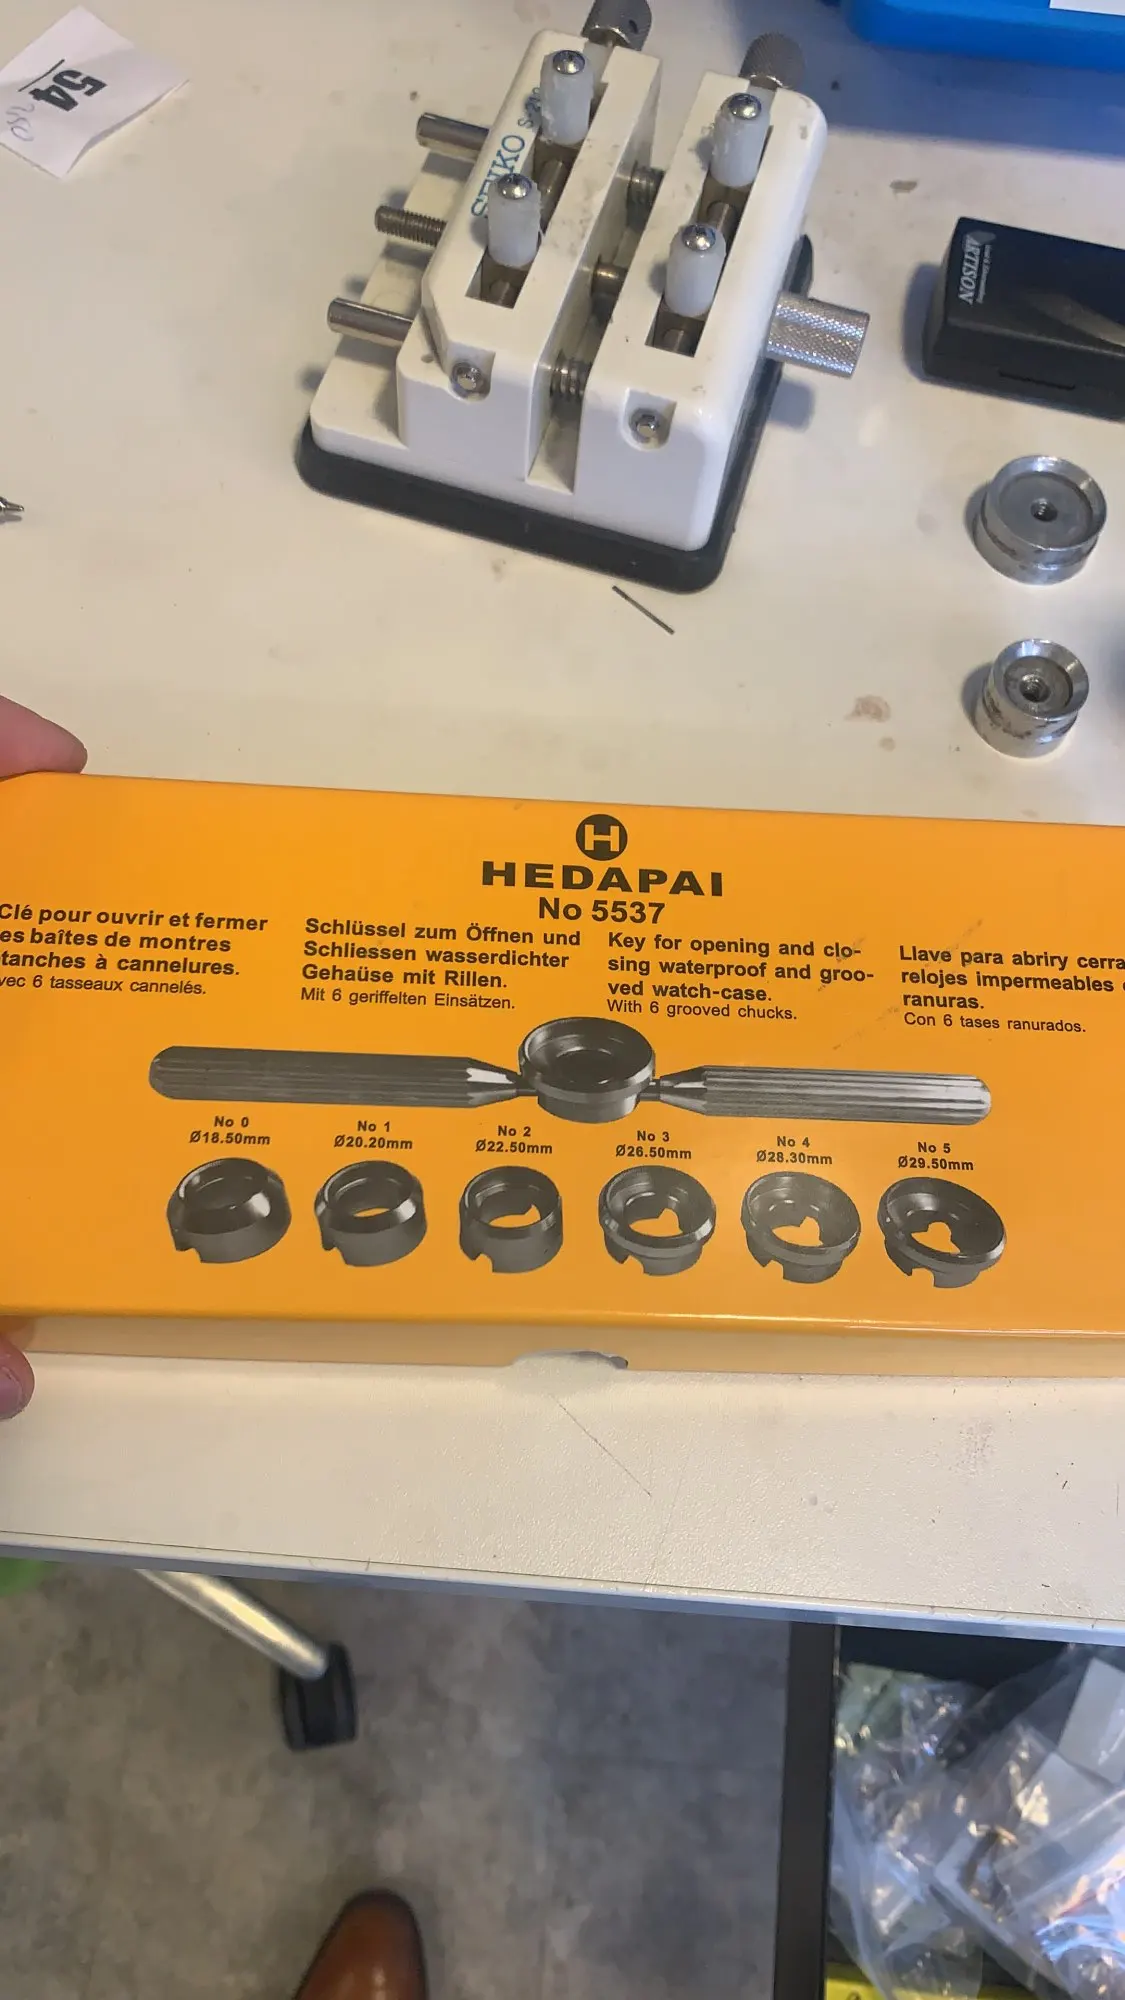 54
280
SEIKO
ARTISON
H
HEDAPAI
No 5537
Clé pour ouvrir et fermer
es baîtes de montres
tanches à cannelures.
vec 6 tasseaux cannelés.
Schlüssel zum Öffnen und
Schliessen wasserdichter
Gehaüse mit Rillen.
Mit 6 geriffelten Einsätzen.
Key for opening and clo-
sing waterproof and groo-
ved watch-case.
With 6 grooved chucks.
Llave para abriry cerra
relojes impermeables
ranuras.
Con 6 tases ranurados.
No 0
Ø18.50mm
No 1
Ø20.20mm
No 2
Ø22.50mm
No 3
Ø26.50mm
No 4
Ø28.30mm
No 5
Ø29.50mm